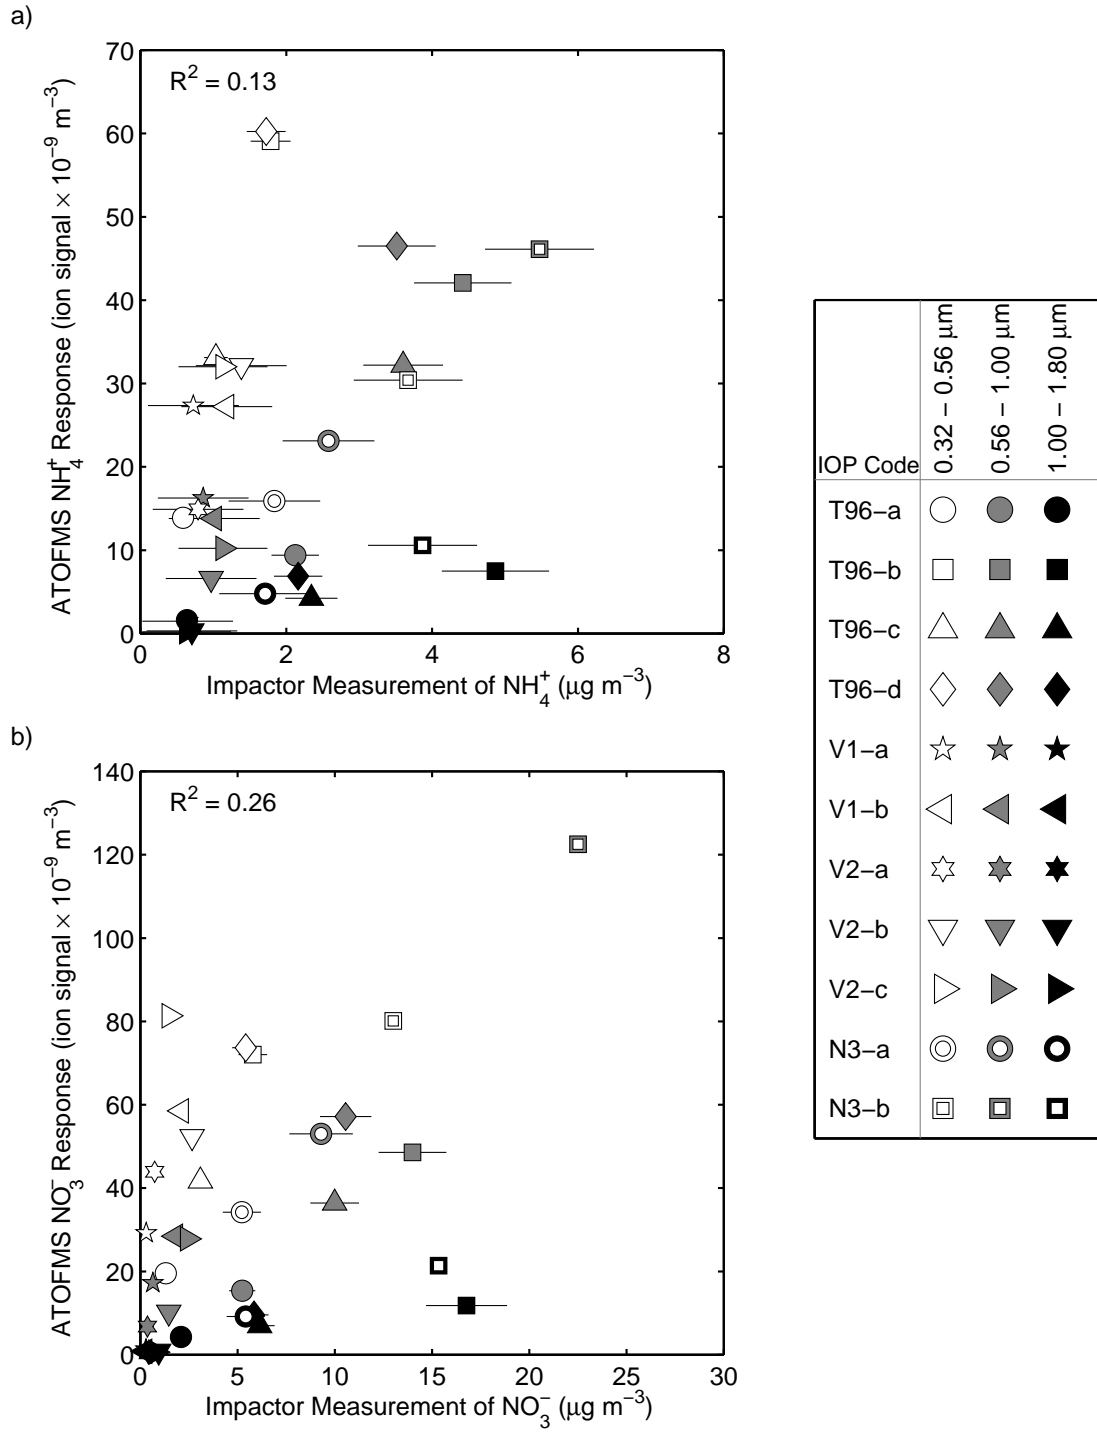 a)
R² = 0.13
ATOFMS NH₄⁺ Response (ion signal × 10⁻⁹ m⁻³)
70
60
50
40
30
20
10
0
0 2 4 6 8
Impactor Measurement of NH₄⁺ (μg m⁻³)
b)
R² = 0.26
ATOFMS NO₃⁻ Response (ion signal × 10⁻⁹ m⁻³)
140
120
100
80
60
40
20
0
0 5 10 15 20 25 30
Impactor Measurement of NO₃⁻ (μg m⁻³)
IOP Code 0.32 − 0.56 μm 0.56 − 1.00 μm 1.00 − 1.80 μm
T96−a
T96−b
T96−c
T96−d
V1−a
V1−b
V2−a
V2−b
V2−c
N3−a
N3−b